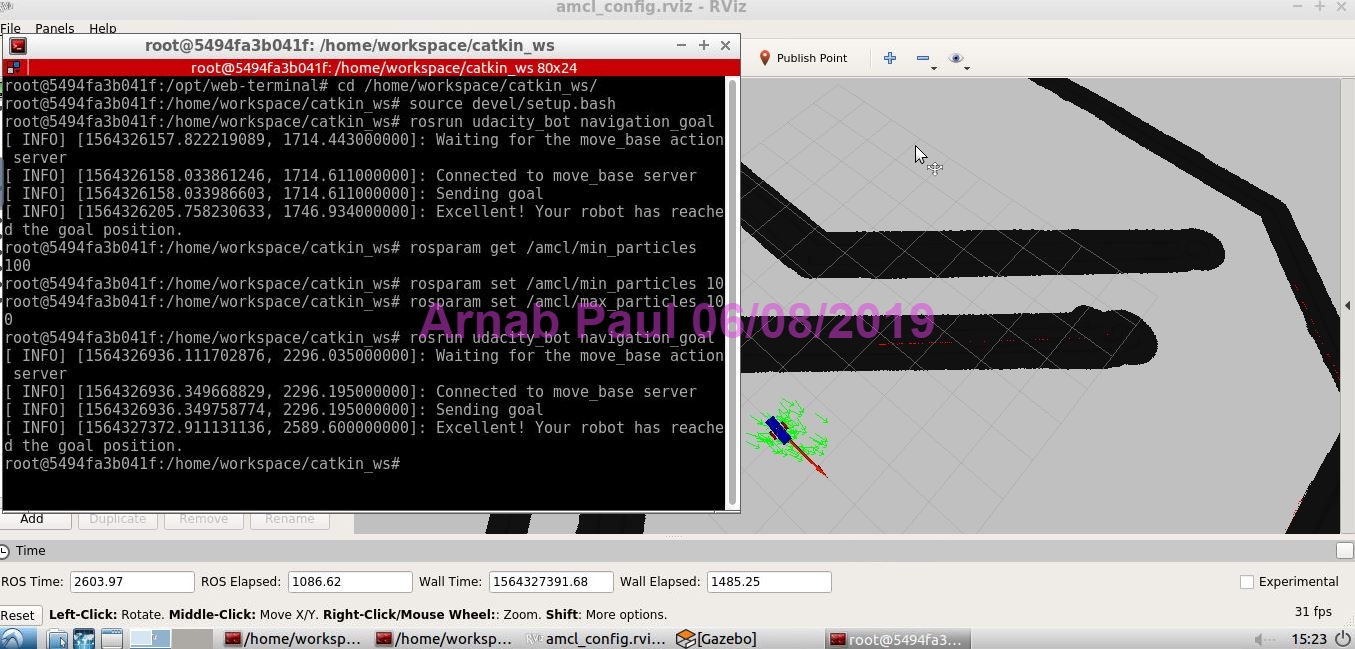 amcl_config.rviz - RViz
File Panels Help
root@5494fa3b041f: /home/workspace/catkin_ws
Publish Point
root@5494fa3b041f: /home/workspace/catkin_ws 80x24
root@5494fa3b041f:/opt/web-terminal# cd /home/workspace/catkin_ws/
root@5494fa3b041f:/home/workspace/catkin_ws# source devel/setup.bash
root@5494fa3b041f:/home/workspace/catkin_ws# rosrun udacity_bot navigation_goal
[ INFO] [1564326157.822219089, 1714.443000000]: Waiting for the move_base action
 server
[ INFO] [1564326158.033861246, 1714.611000000]: Connected to move_base server
[ INFO] [1564326158.033986603, 1714.611000000]: Sending goal
[ INFO] [1564326205.758230633, 1746.934000000]: Excellent! Your robot has reache
d the goal position.
root@5494fa3b041f:/home/workspace/catkin_ws# rosparam get /amcl/min_particles
100
root@5494fa3b041f:/home/workspace/catkin_ws# rosparam set /amcl/min_particles 10
root@5494fa3b041f:/home/workspace/catkin_ws# rosparam set /amcl/max_particles 10
0
Arnab Paul 06/08/2019
root@5494fa3b041f:/home/workspace/catkin_ws# rosrun udacity_bot navigation_goal
[ INFO] [1564326936.111702876, 2296.035000000]: Waiting for the move_base action
 server
[ INFO] [1564326936.349668829, 2296.195000000]: Connected to move_base server
[ INFO] [1564326936.349758774, 2296.195000000]: Sending goal
[ INFO] [1564327372.911131136, 2589.600000000]: Excellent! Your robot has reache
d the goal position.
root@5494fa3b041f:/home/workspace/catkin_ws#
Add Duplicate Remove Rename
Time
ROS Time: 2603.97 ROS Elapsed: 1086.62 Wall Time: 1564327391.68 Wall Elapsed: 1485.25 Experimental
Reset Left-Click: Rotate. Middle-Click: Move X/Y. Right-Click/Mouse Wheel:: Zoom. Shift: More options. 31 fps
/home/worksp... /home/worksp... amcl_config.rvi... [Gazebo] root@5494fa3... 15:23